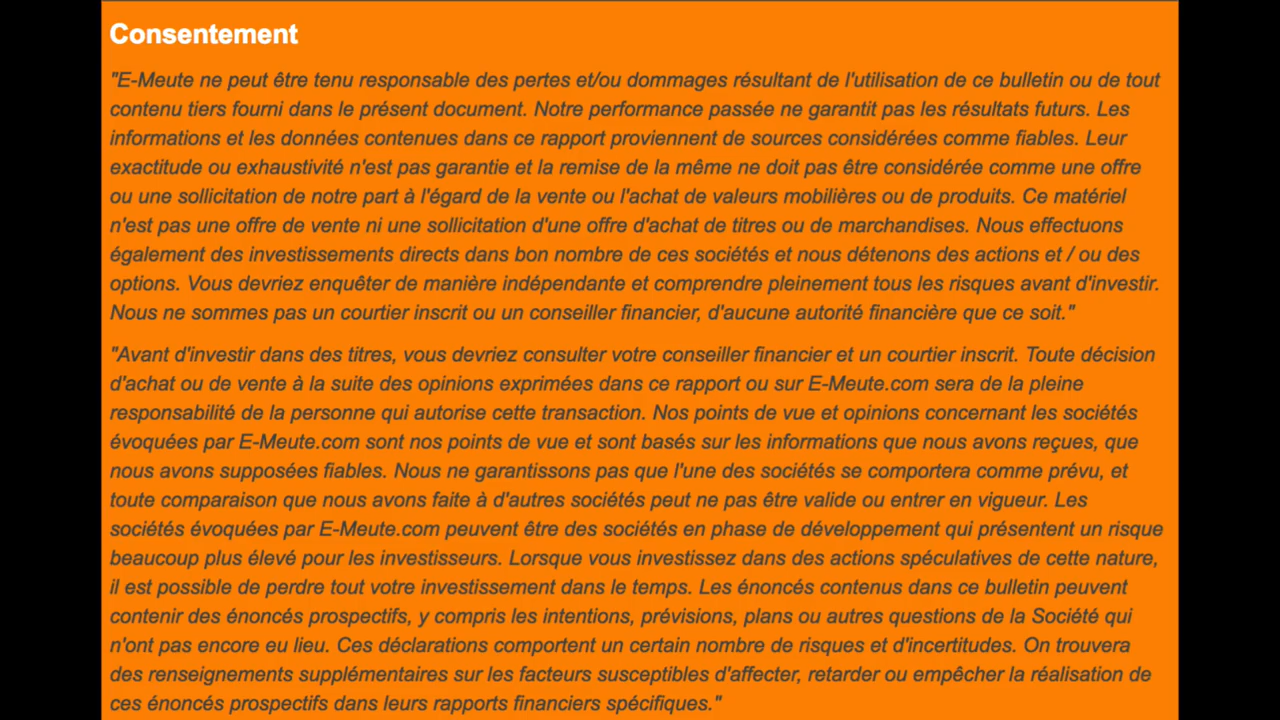 Consentement
"E-Meute ne peut être tenu responsable des pertes et/ou dommages résultant de l'utilisation de ce bulletin ou de tout
contenu tiers fourni dans le présent document. Notre performance passée ne garantit pas les résultats futurs. Les
informations et les données contenues dans ce rapport proviennent de sources considérées comme fiables. Leur
exactitude ou exhaustivité n'est pas garantie et la remise de la même ne doit pas être considérée comme une offre
ou une sollicitation de notre part à l'égard de la vente ou l'achat de valeurs mobilières ou de produits. Ce matériel
n'est pas une offre de vente ni une sollicitation d'une offre d'achat de titres ou de marchandises. Nous effectuons
également des investissements directs dans bon nombre de ces sociétés et nous détenons des actions et / ou des
options. Vous devriez enquêter de manière indépendante et comprendre pleinement tous les risques avant d'investir.
Nous ne sommes pas un courtier inscrit ou un conseiller financier, d'aucune autorité financière que ce soit."
"Avant d'investir dans des titres, vous devriez consulter votre conseiller financier et un courtier inscrit. Toute décision
d'achat ou de vente à la suite des opinions exprimées dans ce rapport ou sur E-Meute.com sera de la pleine
responsabilité de la personne qui autorise cette transaction. Nos points de vue et opinions concernant les sociétés
évoquées par E-Meute.com sont nos points de vue et sont basés sur les informations que nous avons reçues, que
nous avons supposées fiables. Nous ne garantissons pas que l'une des sociétés se comportera comme prévu, et
toute comparaison que nous avons faite à d'autres sociétés peut ne pas être valide ou entrer en vigueur. Les
sociétés évoquées par E-Meute.com peuvent être des sociétés en phase de développement qui présentent un risque
beaucoup plus élevé pour les investisseurs. Lorsque vous investissez dans des actions spéculatives de cette nature,
il est possible de perdre tout votre investissement dans le temps. Les énoncés contenus dans ce bulletin peuvent
contenir des énoncés prospectifs, y compris les intentions, prévisions, plans ou autres questions de la Société qui
n'ont pas encore eu lieu. Ces déclarations comportent un certain nombre de risques et d'incertitudes. On trouvera
des renseignements supplémentaires sur les facteurs susceptibles d'affecter, retarder ou empêcher la réalisation de
ces énoncés prospectifs dans leurs rapports financiers spécifiques."